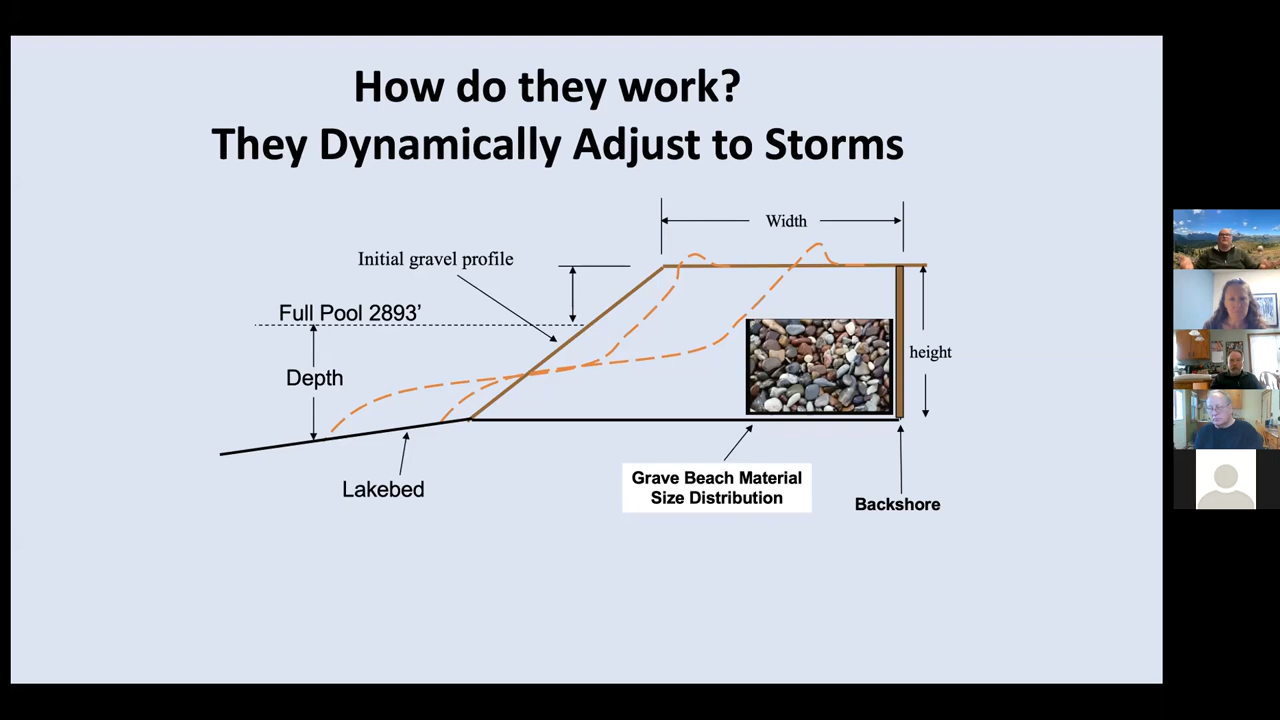 How do they work?
They Dynamically Adjust to Storms
Width
Initial gravel profile
Full Pool 2893’
Depth
height
Lakebed
Grave Beach Material
Size Distribution
Backshore